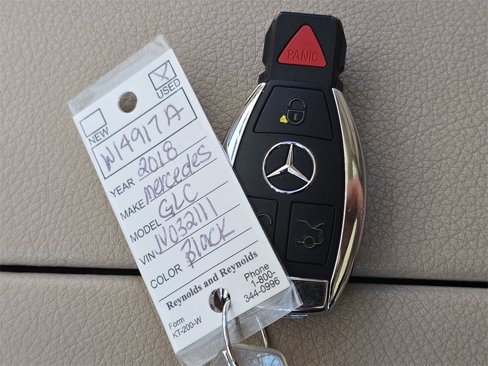 NEW
USED X
W14917A
YEAR 2018
MAKE Mercedes
MODEL GLC
VIN JV032111
COLOR Black
Reynolds and Reynolds
Form
KT-200-W
Phone
1-800-
344-0996
PANIC